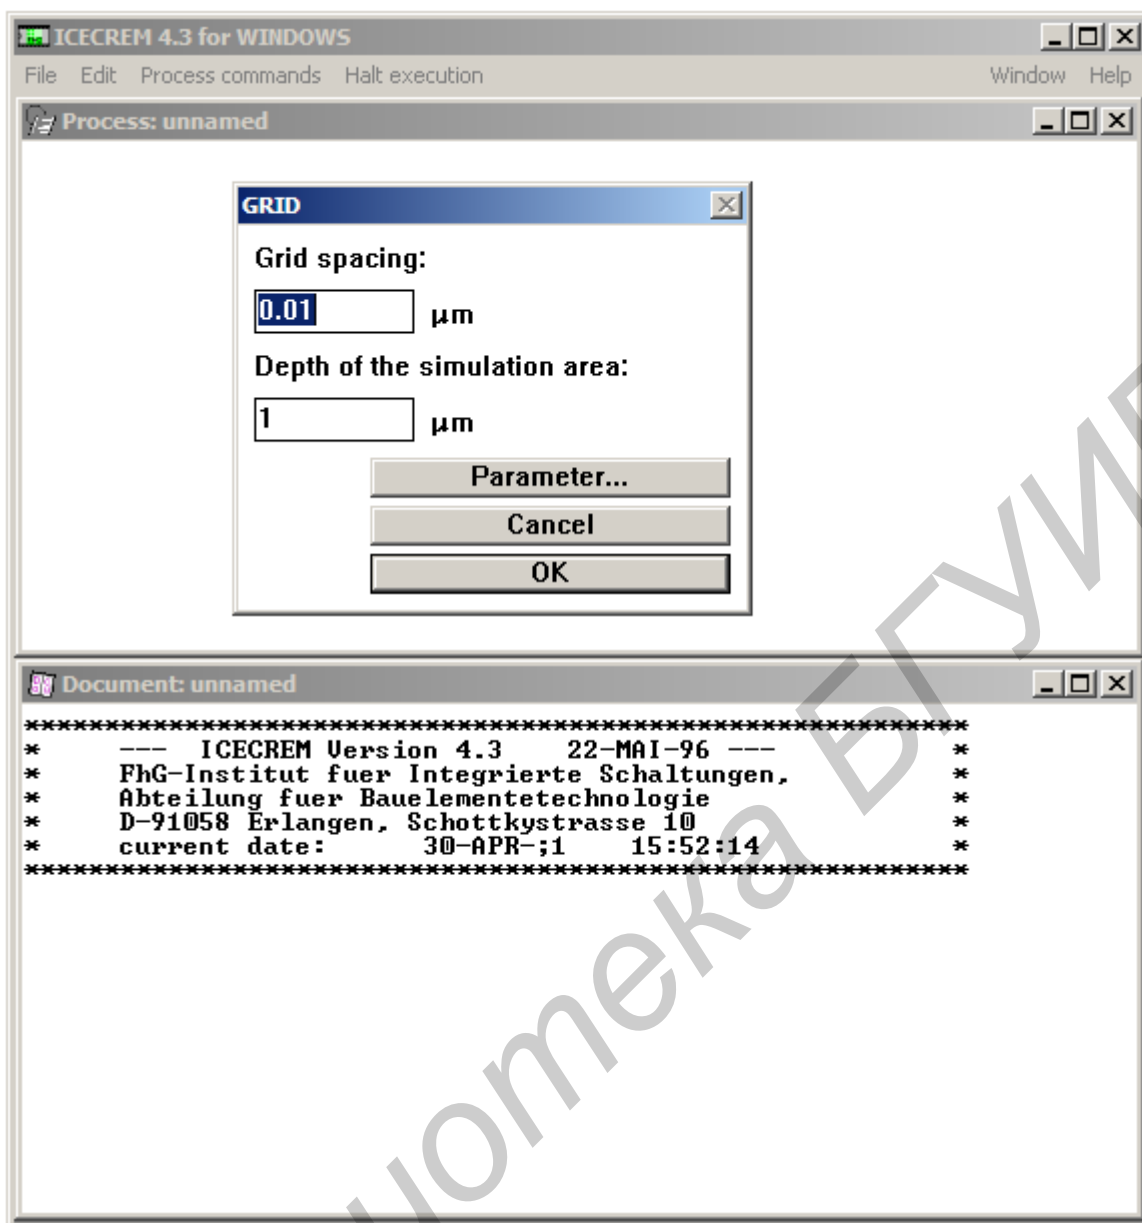 ICECREM 4.3 for WINDOWS
File Edit Process commands Halt execution Window Help
Process: unnamed
GRID
Grid spacing:
0.01 µm
Depth of the simulation area:
1 µm
Parameter...
Cancel
OK
Document: unnamed
****************************************************************
* --- ICECREM Version 4.3 22-MAI-96 --- *
* FhG-Institut fuer Integrierte Schaltungen, *
* Abteilung fuer Bauelementetechnologie *
* D-91058 Erlangen, Schottkystrasse 10 *
* current date: 30-APR-;1 15:52:14 *
****************************************************************